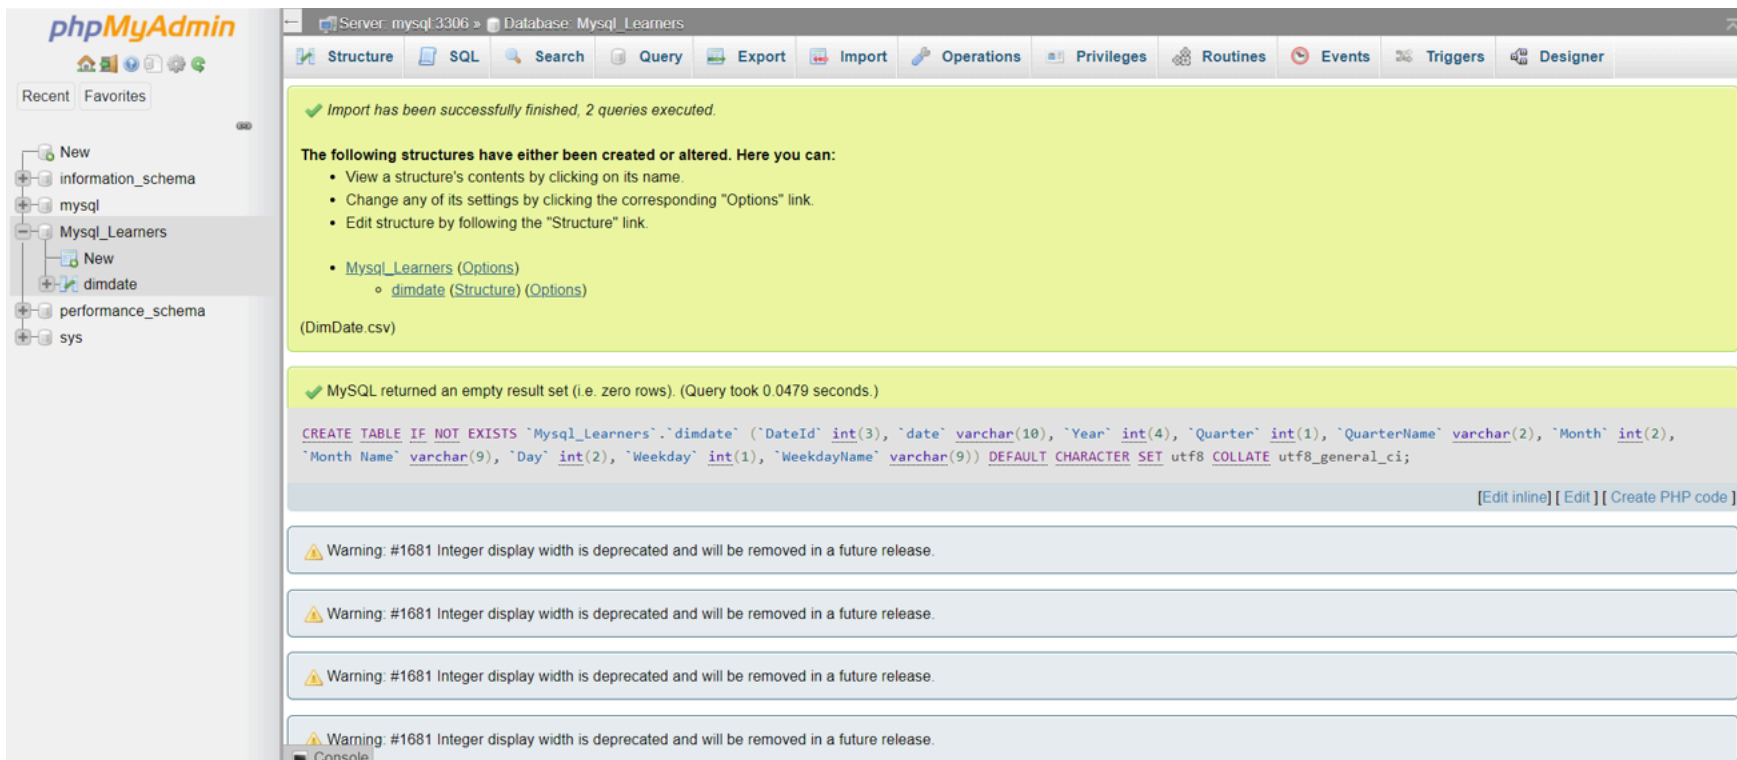 phpMyAdmin
Recent Favorites
New
information_schema
mysql
Mysql_Learners
New
dimdate
performance_schema
sys
Server: mysql:3306 » Database: Mysql_Learners
Structure SQL Search Query Export Import Operations Privileges Routines Events Triggers Designer
Import has been successfully finished, 2 queries executed.
The following structures have either been created or altered. Here you can:
• View a structure's contents by clicking on its name.
• Change any of its settings by clicking the corresponding "Options" link.
• Edit structure by following the "Structure" link.
• Mysql_Learners (Options)
dimdate (Structure) (Options)
(DimDate.csv)
MySQL returned an empty result set (i.e. zero rows). (Query took 0.0479 seconds.)
CREATE TABLE IF NOT EXISTS `Mysql_Learners`.`dimdate` (`DateId` int(3), `date` varchar(10), `Year` int(4), `Quarter` int(1), `QuarterName` varchar(2), `Month` int(2),
`Month Name` varchar(9), `Day` int(2), `Weekday` int(1), `WeekdayName` varchar(9)) DEFAULT CHARACTER SET utf8 COLLATE utf8_general_ci;
[Edit inline] [ Edit ] [ Create PHP code ]
Warning: #1681 Integer display width is deprecated and will be removed in a future release.
Warning: #1681 Integer display width is deprecated and will be removed in a future release.
Warning: #1681 Integer display width is deprecated and will be removed in a future release.
Warning: #1681 Integer display width is deprecated and will be removed in a future release.
Console